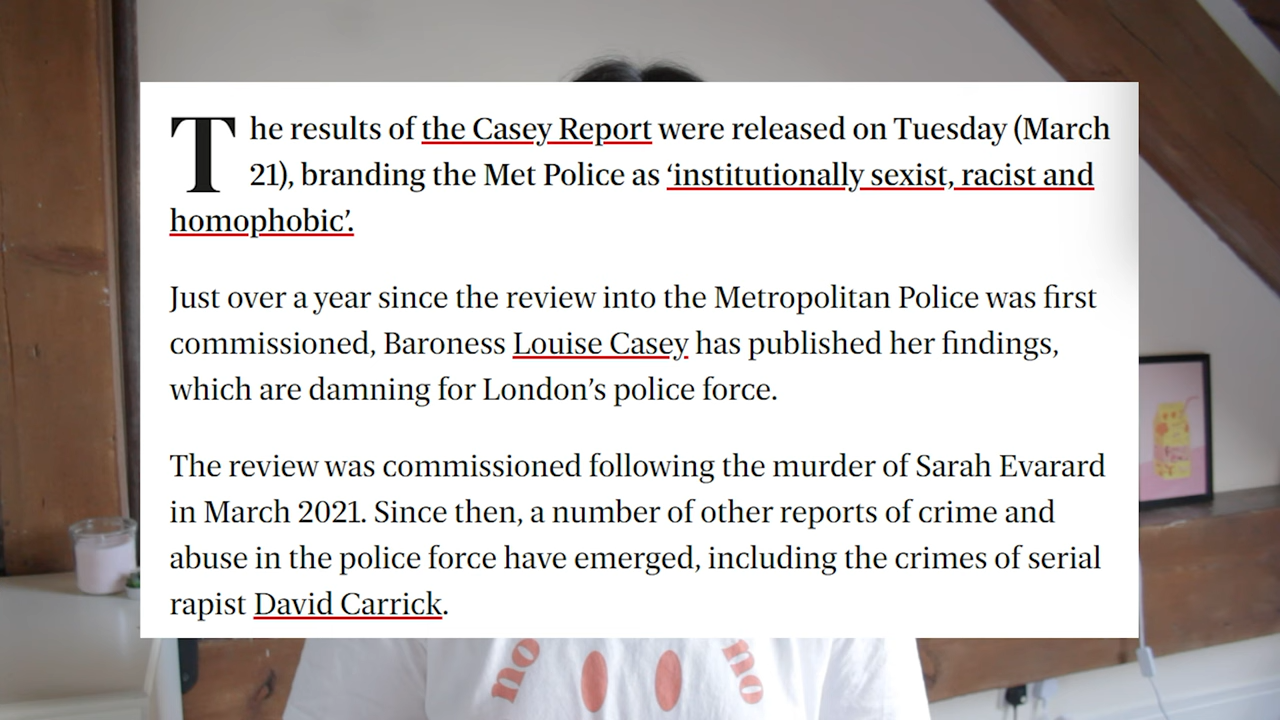 The results of the Casey Report were released on Tuesday (March
21), branding the Met Police as ‘institutionally sexist, racist and
homophobic’.
Just over a year since the review into the Metropolitan Police was first
commissioned, Baroness Louise Casey has published her findings,
which are damning for London’s police force.
The review was commissioned following the murder of Sarah Evarard
in March 2021. Since then, a number of other reports of crime and
abuse in the police force have emerged, including the crimes of serial
rapist David Carrick.
no no